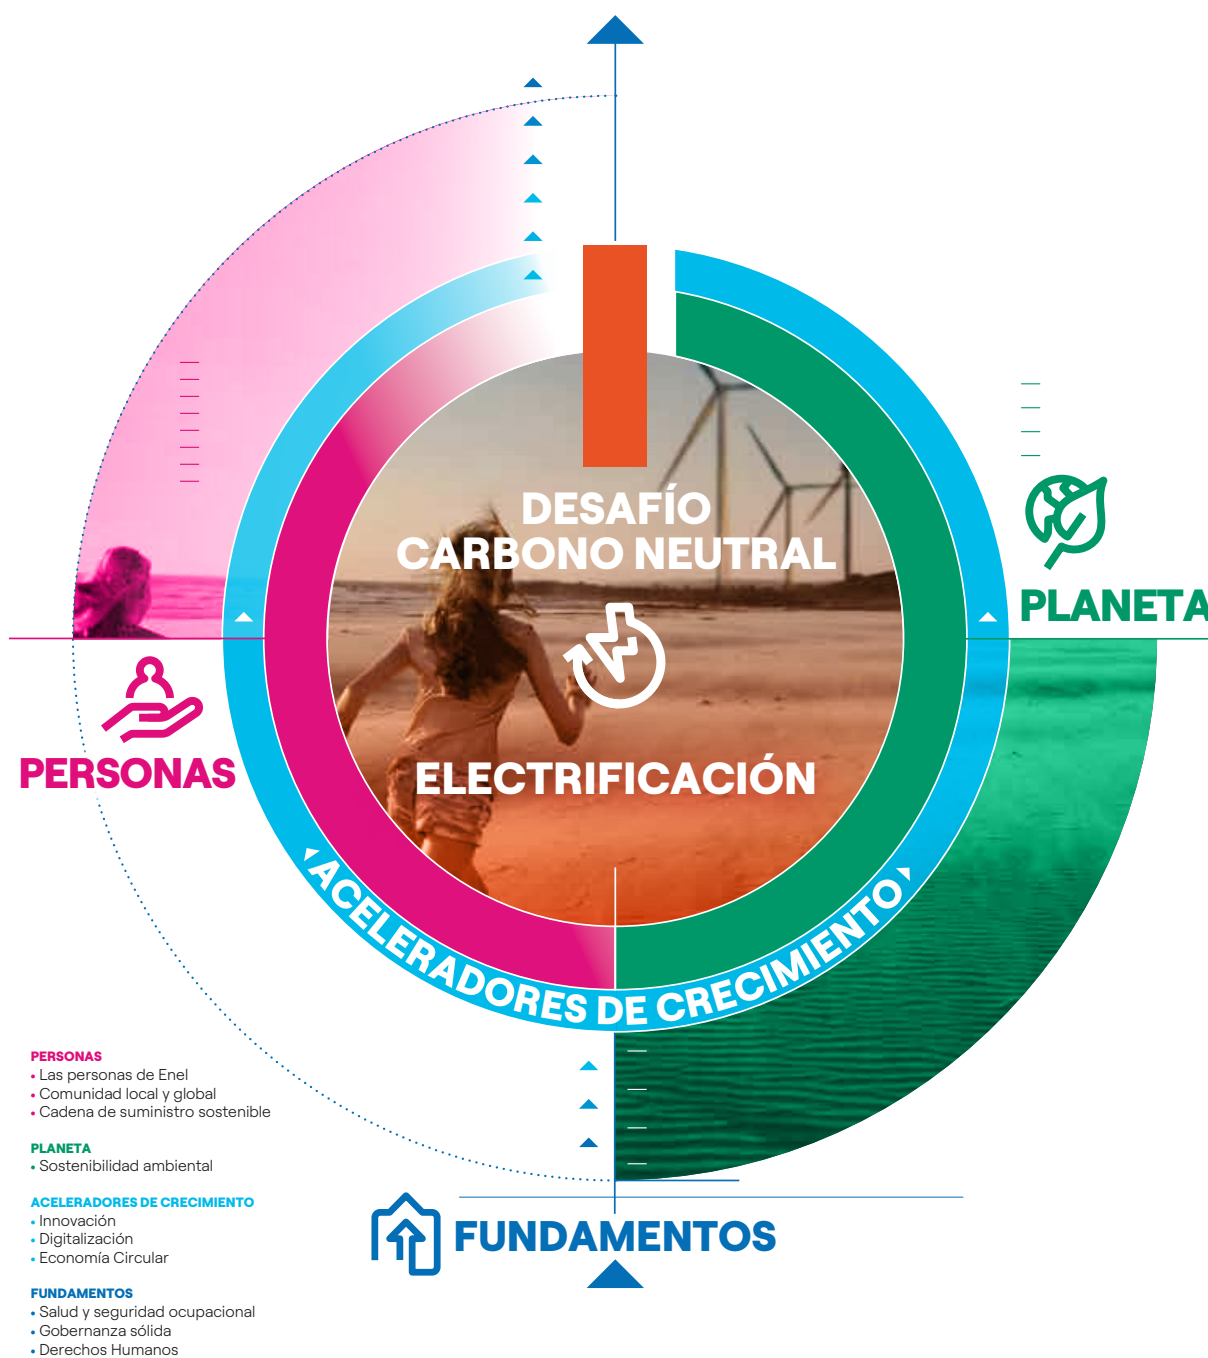 DESAFÍO
CARBONO NEUTRAL
ELECTRIFICACIÓN
PLANETA
PERSONAS
ACELERADORES DE CRECIMIENTO
FUNDAMENTOS
PERSONAS
• Las personas de Enel
• Comunidad local y global
• Cadena de suministro sostenible
PLANETA
• Sostenibilidad ambiental
ACELERADORES DE CRECIMIENTO
• Innovación
• Digitalización
• Economía Circular
FUNDAMENTOS
• Salud y seguridad ocupacional
• Gobernanza sólida
• Derechos Humanos